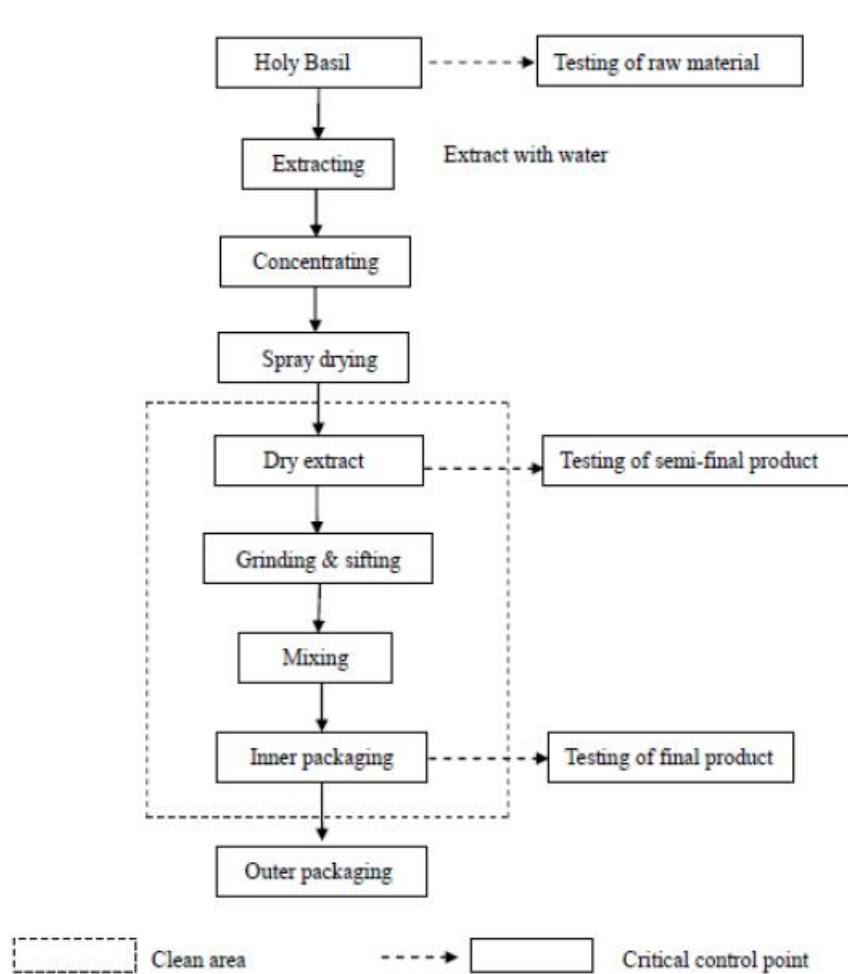 Holy Basil
Testing of raw material
Extracting
Extract with water
Concentrating
Spray drying
Dry extract
Testing of semi-final product
Grinding & sifting
Mixing
Inner packaging
Testing of final product
Outer packaging
Clean area
Critical control point